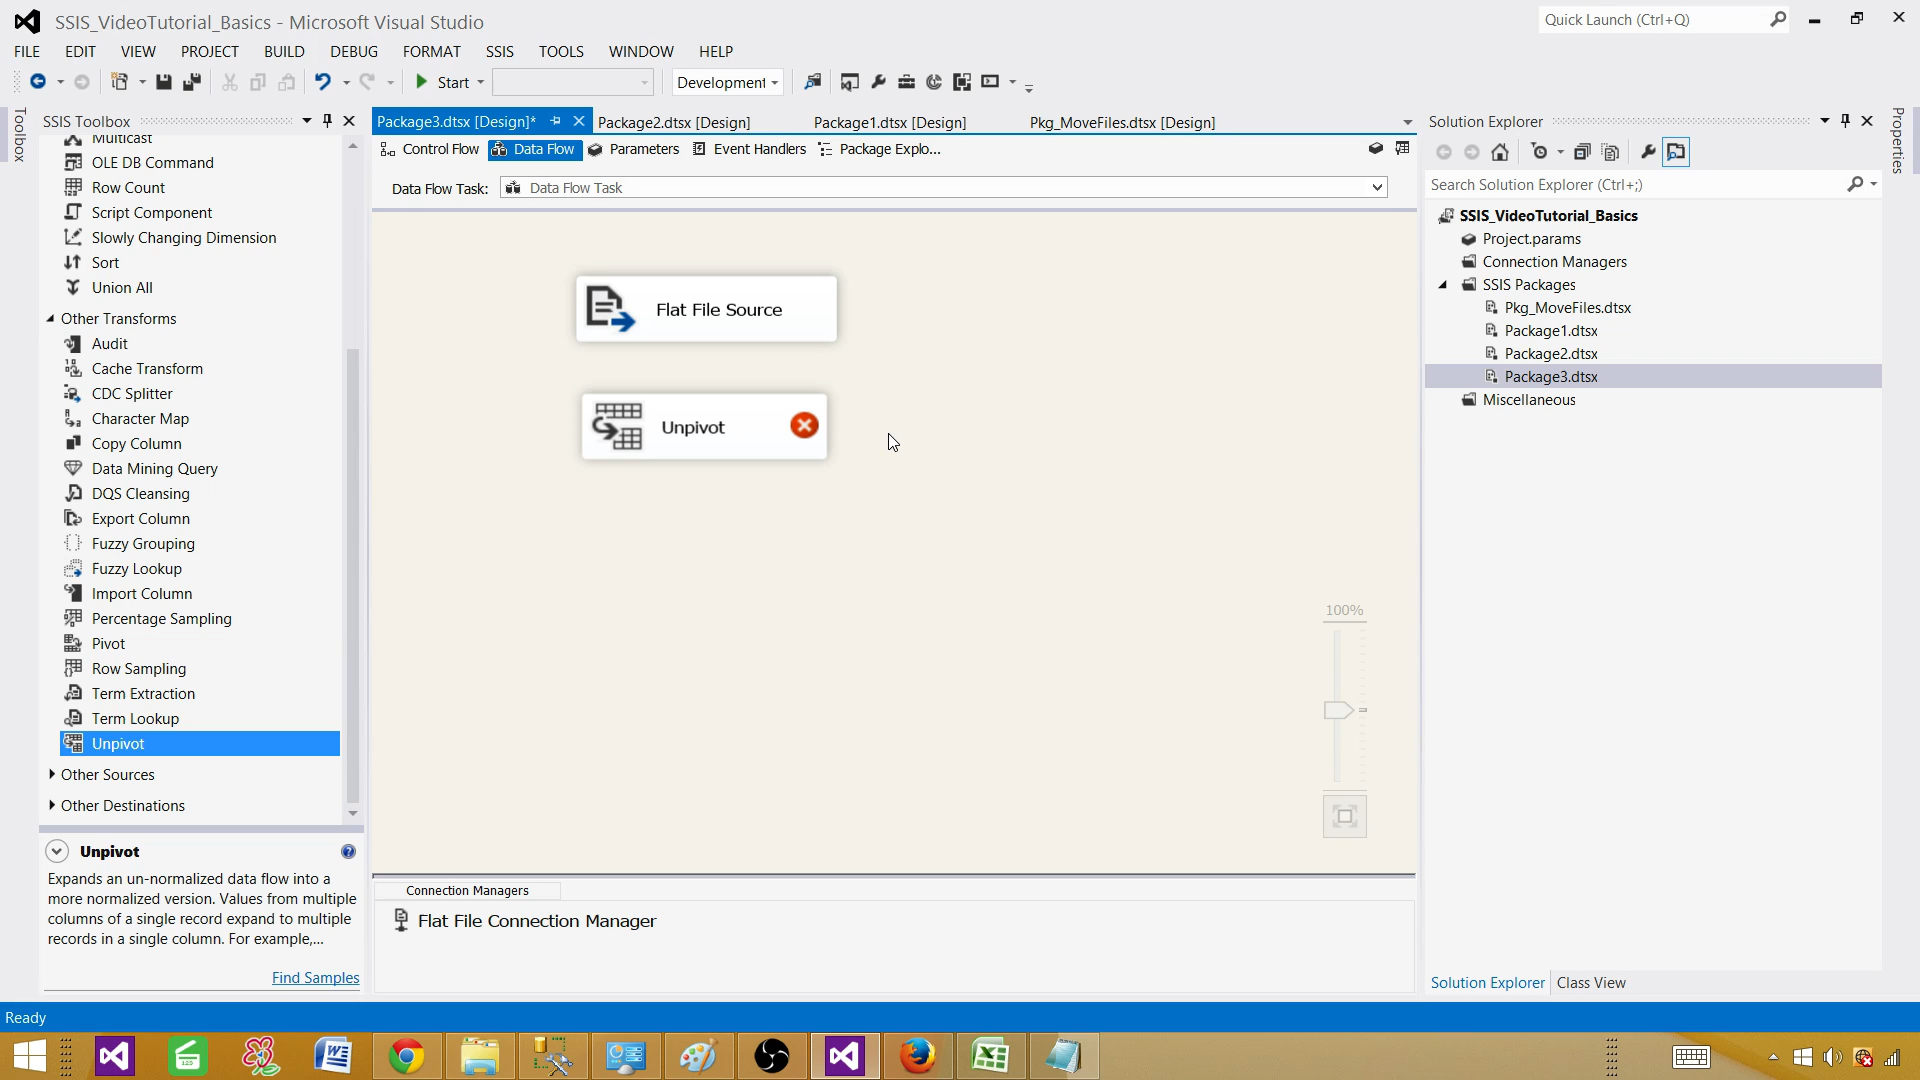 SSIS_VideoTutorial_Basics - Microsoft Visual Studio
Quick Launch (Ctrl+Q)
FILE EDIT VIEW PROJECT BUILD DEBUG FORMAT SSIS TOOLS WINDOW HELP
Start Development
Toolbox
SSIS Toolbox
Multicast
OLE DB Command
Row Count
Script Component
Slowly Changing Dimension
Sort
Union All
Other Transforms
Audit
Cache Transform
CDC Splitter
Character Map
Copy Column
Data Mining Query
DQS Cleansing
Export Column
Fuzzy Grouping
Fuzzy Lookup
Import Column
Percentage Sampling
Pivot
Row Sampling
Term Extraction
Term Lookup
Unpivot
Other Sources
Other Destinations
Unpivot
Expands an un-normalized data flow into a
more normalized version. Values from multiple
columns of a single record expand to multiple
records in a single column. For example,...
Find Samples
Package3.dtsx [Design]* Package2.dtsx [Design] Package1.dtsx [Design] Pkg_MoveFiles.dtsx [Design]
Control Flow Data Flow Parameters Event Handlers Package Explo...
Data Flow Task: Data Flow Task
Flat File Source
Unpivot
100%
Connection Managers
Flat File Connection Manager
Solution Explorer
Search Solution Explorer (Ctrl+;)
SSIS_VideoTutorial_Basics
Project.params
Connection Managers
SSIS Packages
Pkg_MoveFiles.dtsx
Package1.dtsx
Package2.dtsx
Package3.dtsx
Miscellaneous
Solution Explorer Class View
Properties
Ready